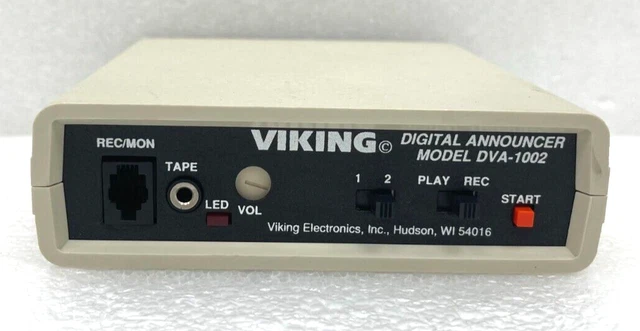 REC/MON
TAPE
LED
VOL
VIKING©
DIGITAL ANNOUNCER
MODEL DVA-1002
1 2
PLAY REC
START
Viking Electronics, Inc., Hudson, WI 54016